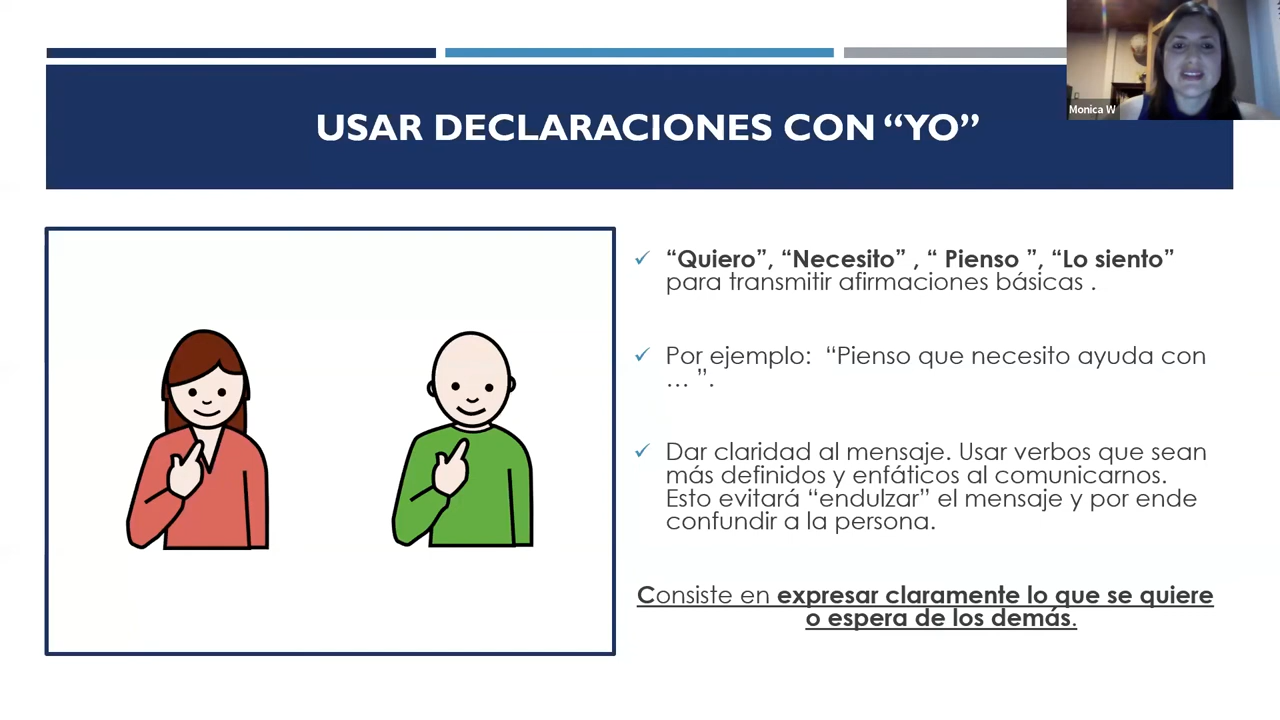 Monica W
USAR DECLARACIONES CON “YO”
“Quiero”, “Necesito” , “ Pienso ”, “Lo siento”
para transmitir afirmaciones básicas .
Por ejemplo:  “Pienso que necesito ayuda con
… ”.
Dar claridad al mensaje. Usar verbos que sean
más definidos y enfáticos al comunicarnos.
Esto evitará “endulzar” el mensaje y por ende
confundir a la persona.
Consiste en expresar claramente lo que se quiere
o espera de los demás.